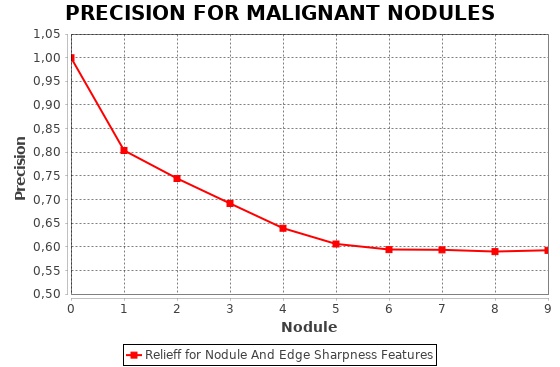 PRECISION FOR MALIGNANT NODULES
1,05
1,00
0,95
0,90
0,85
0,80
0,75
0,70
0,65
0,60
0,55
0,50
Precision
0 1 2 3 4 5 6 7 8 9
Nodule
Relieff for Nodule And Edge Sharpness Features